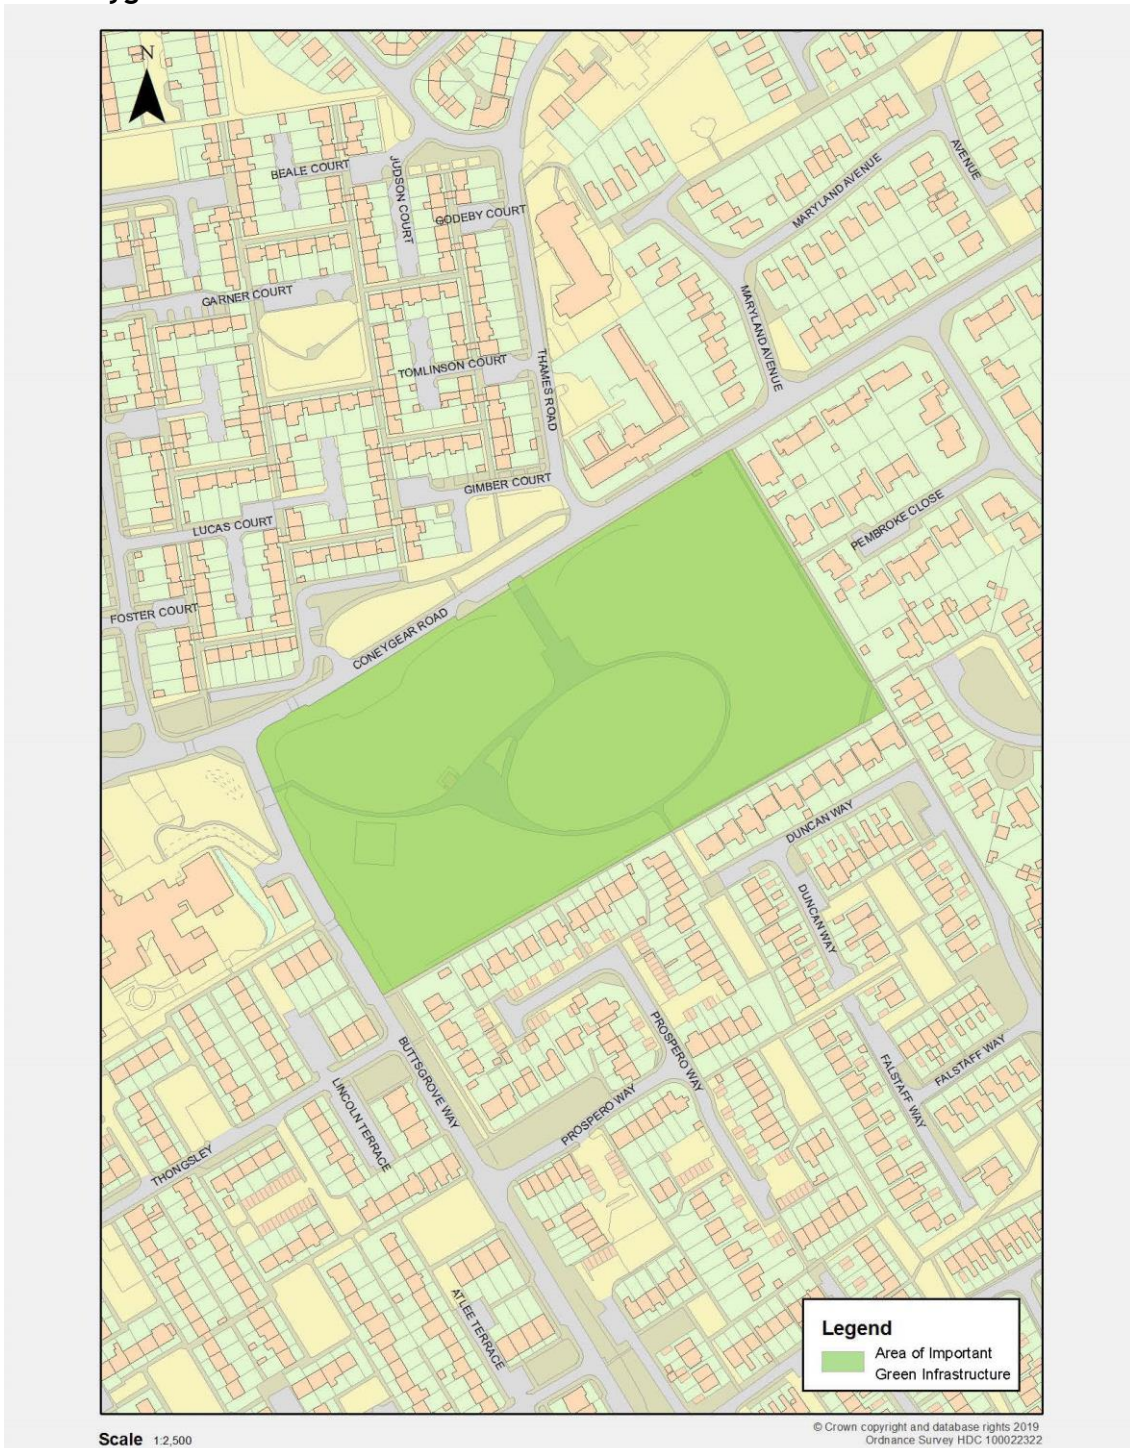 N
BEALE COURT
JUDSON COURT
GODEBY COURT
AVENUE
MARYLAND AVENUE
GARNER COURT
MARYLAND AVENUE
TOMLINSON COURT
THAMES ROAD
GIMBER COURT
LUCAS COURT
PEMBROKE CLOSE
FOSTER COURT
CONEYGEAR ROAD
DUNCAN WAY
DUNCAN WAY
PROSPERO WAY
BUTTSGROVE WAY
FALSTAFF WAY
FALSTAFF WAY
LINCOLN TERRACE
PROSPERO WAY
THONGSLEY
ATLEE TERRACE
Legend
Area of Important
Green Infrastructure
Scale 1:2,500
© Crown copyright and database rights 2019
Ordnance Survey HDC 100022322